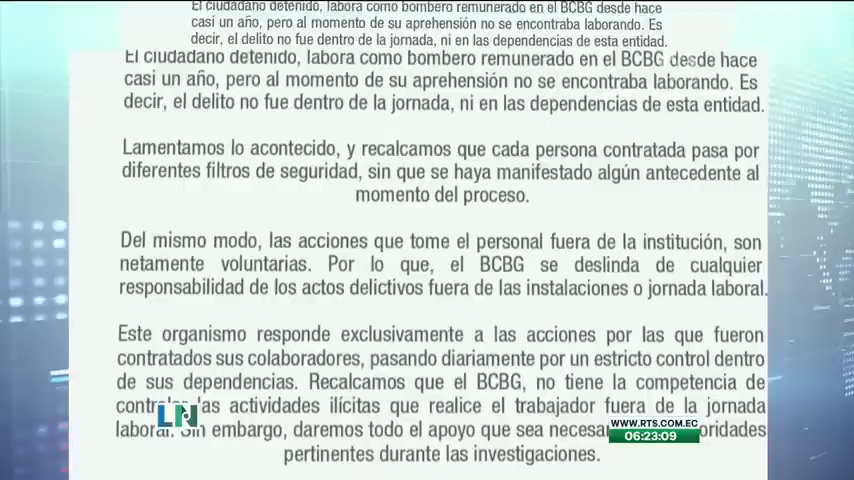 El ciudadano detenido, labora como bombero remunerado en el BCBG desde hace
casi un año, pero al momento de su aprehensión no se encontraba laborando. Es
decir, el delito no fue dentro de la jornada, ni en las dependencias de esta entidad.
El ciudadano detenido, labora como bombero remunerado en el BCBG desde hace
casi un año, pero al momento de su aprehensión no se encontraba laborando. Es
decir, el delito no fue dentro de la jornada, ni en las dependencias de esta entidad.
Lamentamos lo acontecido, y recalcamos que cada persona contratada pasa por
diferentes filtros de seguridad, sin que se haya manifestado algún antecedente al
momento del proceso.
Del mismo modo, las acciones que tome el personal fuera de la institución, son
netamente voluntarias. Por lo que, el BCBG se deslinda de cualquier
responsabilidad de los actos delictivos fuera de las instalaciones o jornada laboral.
Este organismo responde exclusivamente a las acciones por las que fueron
contratados sus colaboradores, pasando diariamente por un estricto control dentro
de sus dependencias. Recalcamos que el BCBG, no tiene la competencia de
las actividades ilícitas que realice el trabajador fuera de la jornada
laboral. Sin embargo, daremos todo el apoyo que sea
pertinentes durante las investigaciones.
LN
WWW.RTS.COM.EC
06:23:09